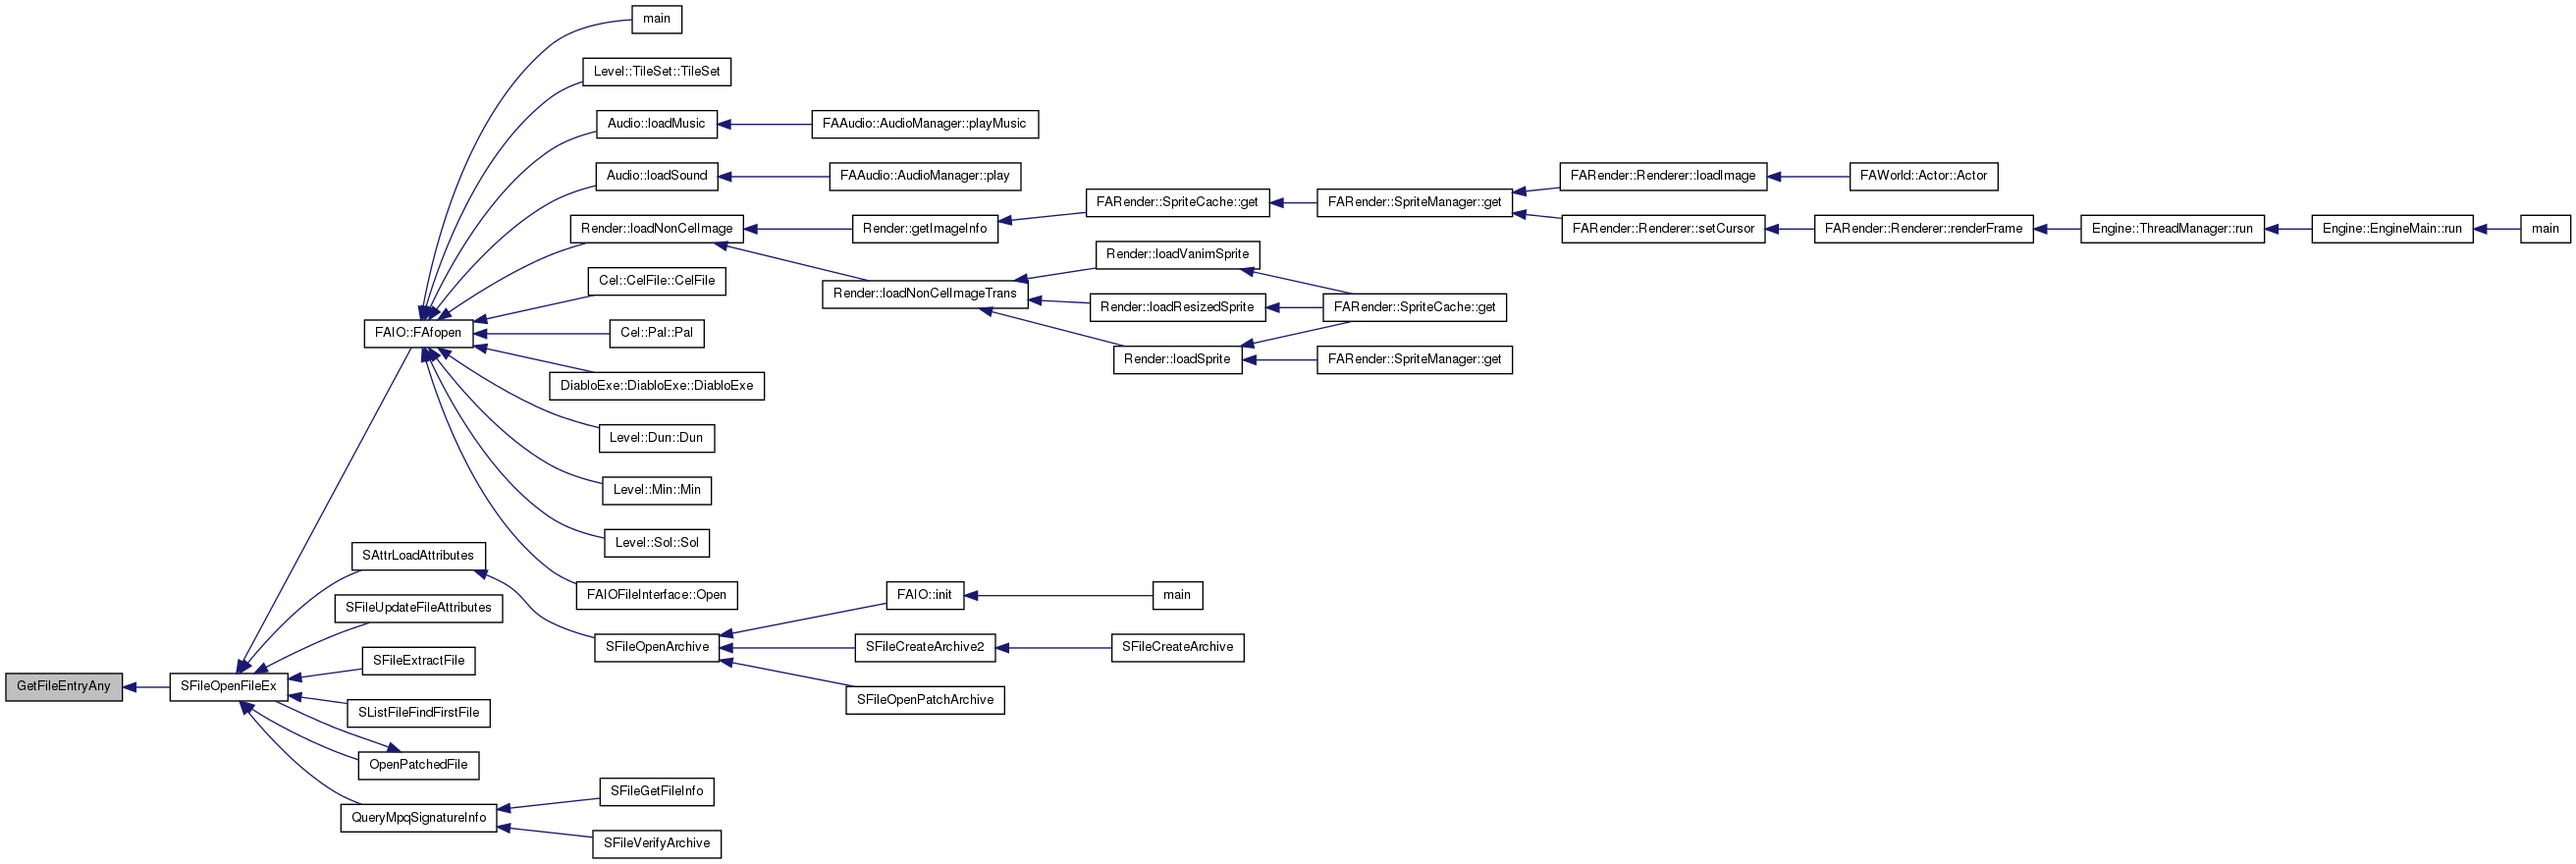 main
Level::TileSet::TileSet
Audio::loadMusic
FAAudio::AudioManager::playMusic
Audio::loadSound
FAAudio::AudioManager::play
FARender::Renderer::loadImage
FAWorld::Actor::Actor
FARender::SpriteCache::get
FARender::SpriteManager::get
Render::loadNonCelImage
Render::getImageInfo
FARender::Renderer::setCursor
FARender::Renderer::renderFrame
Engine::ThreadManager::run
Engine::EngineMain::run
main
Render::loadVanimSprite
Cel::CelFile::CelFile
Render::loadNonCelImageTrans
Render::loadResizedSprite
FARender::SpriteCache::get
FAIO::FAfopen
Cel::Pal::Pal
Render::loadSprite
FARender::SpriteManager::get
DiabloExe::DiabloExe::DiabloExe
Level::Dun::Dun
Level::Min::Min
Level::Sol::Sol
SAttrLoadAttributes
FAIOFileInterface::Open
FAIO::init
main
SFileUpdateFileAttributes
SFileOpenArchive
SFileCreateArchive2
SFileCreateArchive
SFileExtractFile
GetFileEntryAny
SFileOpenFileEx
SFileOpenPatchArchive
SListFileFindFirstFile
OpenPatchedFile
SFileGetFileInfo
QueryMpqSignatureInfo
SFileVerifyArchive